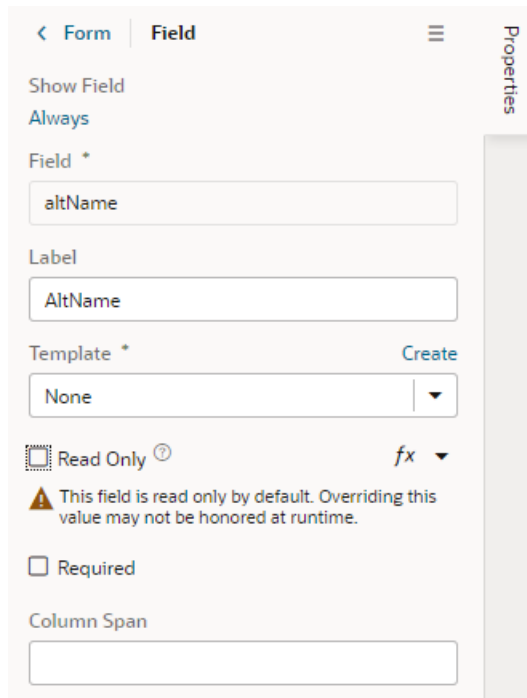 Form Field
Properties
Show Field
Always
Field *
altName
Label
AltName
Template * Create
None
Read Only ? fx
This field is read only by default. Overriding this
value may not be honored at runtime.
Required
Column Span